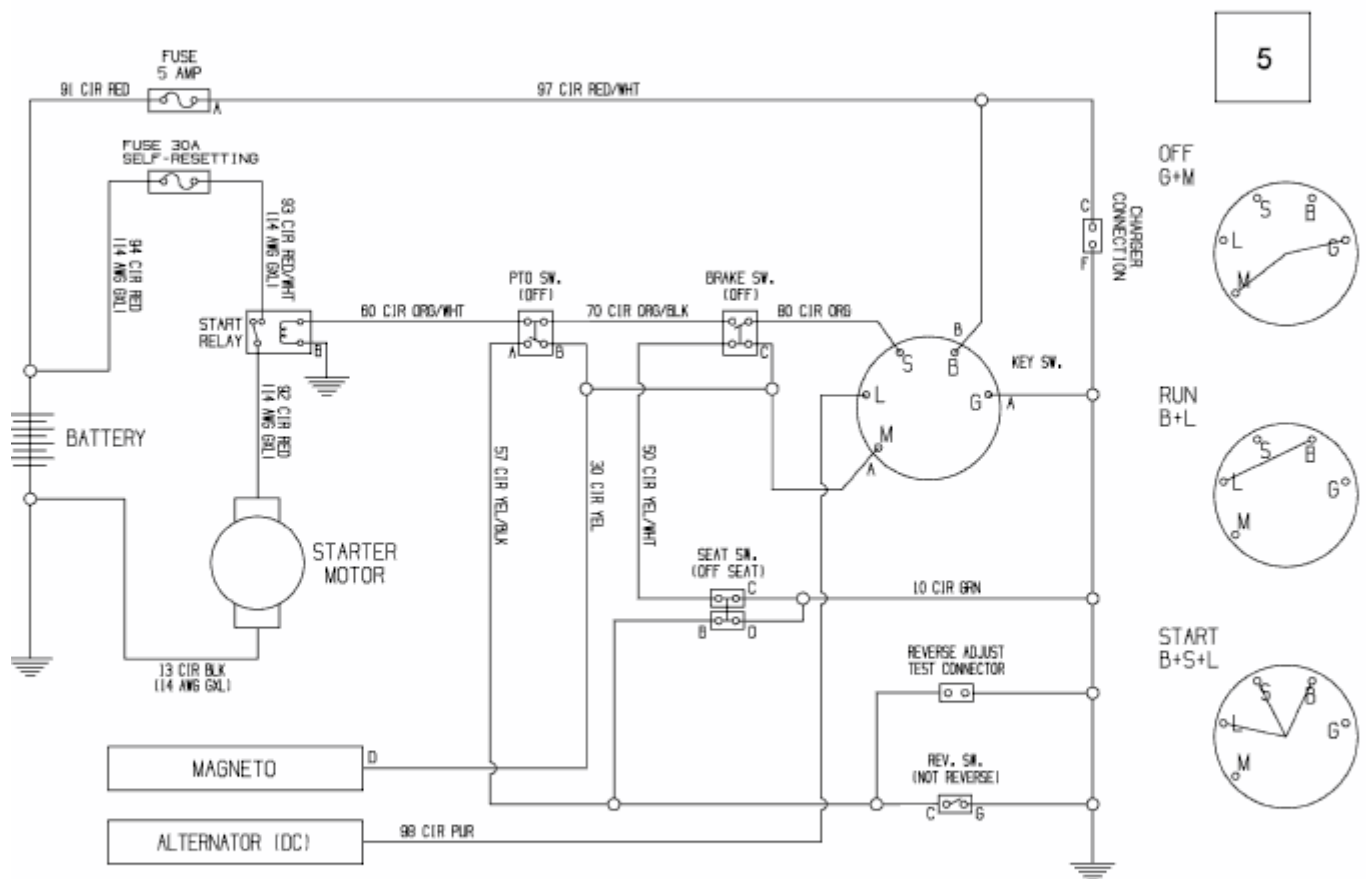 5
FUSE
5 AMP
91 CIR RED
A
97 CIR RED/WHT
FUSE 30A
SELF-RESETTING
94 CIR RED
(14 AWG GXL)
93 CIR RED/WHT
(14 AWG GXL)
START
RELAY
B
60 CIR ORG/WHT
PTO SW.
(OFF)
A
B
70 CIR ORG/BLK
BRAKE SW.
(OFF)
C
80 CIR ORG
B
S
B
KEY SW.
L
G
A
M
A
C
F
CHARGER
CONNECTION
92 CIR RED
(14 AWG GXL)
BATTERY
57 CIR YEL/BLK
30 CIR YEL
50 CIR YEL/WHT
STARTER
MOTOR
SEAT SW.
(OFF SEAT)
C
B
D
10 CIR GRN
13 CIR BLK
(14 AWG GXL)
REVERSE ADJUST
TEST CONNECTOR
MAGNETO
D
REV. SW.
(NOT REVERSE)
C
G
ALTERNATOR (DC)
98 CIR PUR
OFF
G+M
S
B
L
G
M
RUN
B+L
S
B
L
G
M
START
B+S+L
S
B
L
G
M